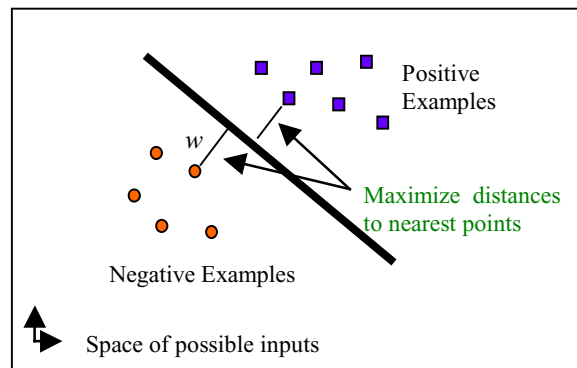 Positive
Examples
w
Maximize distances
to nearest points
Negative Examples
Space of possible inputs